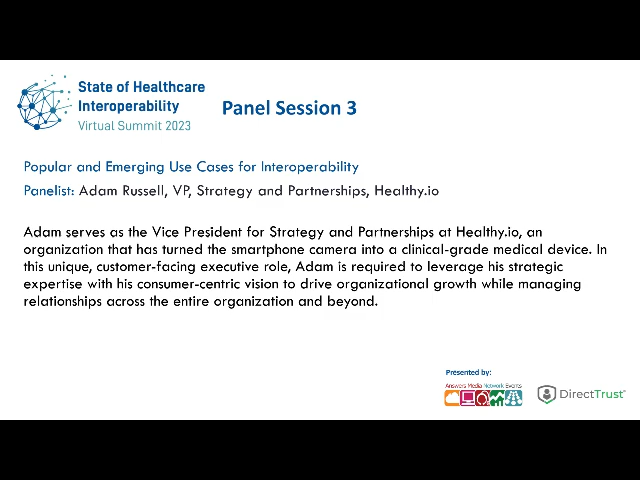 State of Healthcare
Interoperability
Virtual Summit 2023
Panel Session 3
Popular and Emerging Use Cases for Interoperability
Panelist: Adam Russell, VP, Strategy and Partnerships, Healthy.io
Adam serves as the Vice President for Strategy and Partnerships at Healthy.io, an
organization that has turned the smartphone camera into a clinical-grade medical device. In
this unique, customer-facing executive role, Adam is required to leverage his strategic
expertise with his consumer-centric vision to drive organizational growth while managing
relationships across the entire organization and beyond.
Presented by:
Answers Media Network Events
DirectTrust